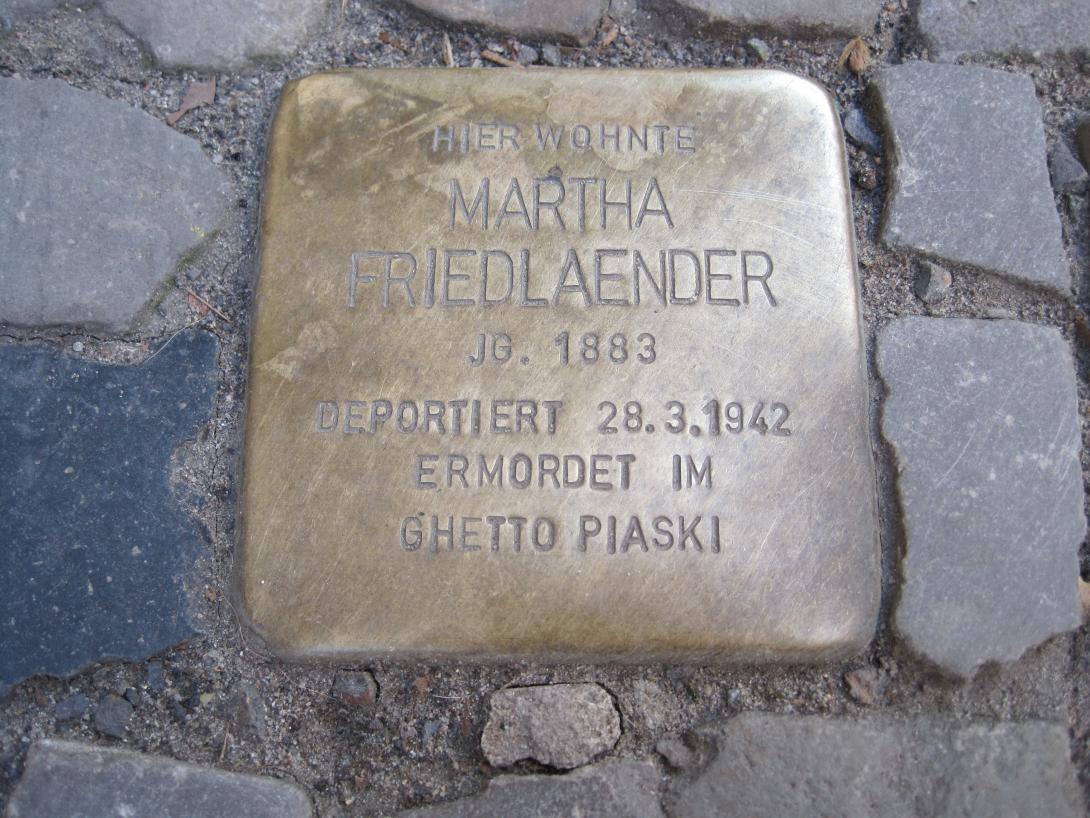 HIER WOHNTE
MARTHA
FRIEDLAENDER
JG. 1883
DEPORTIERT 28.3.1942
ERMORDET IM
GHETTO PIASKI